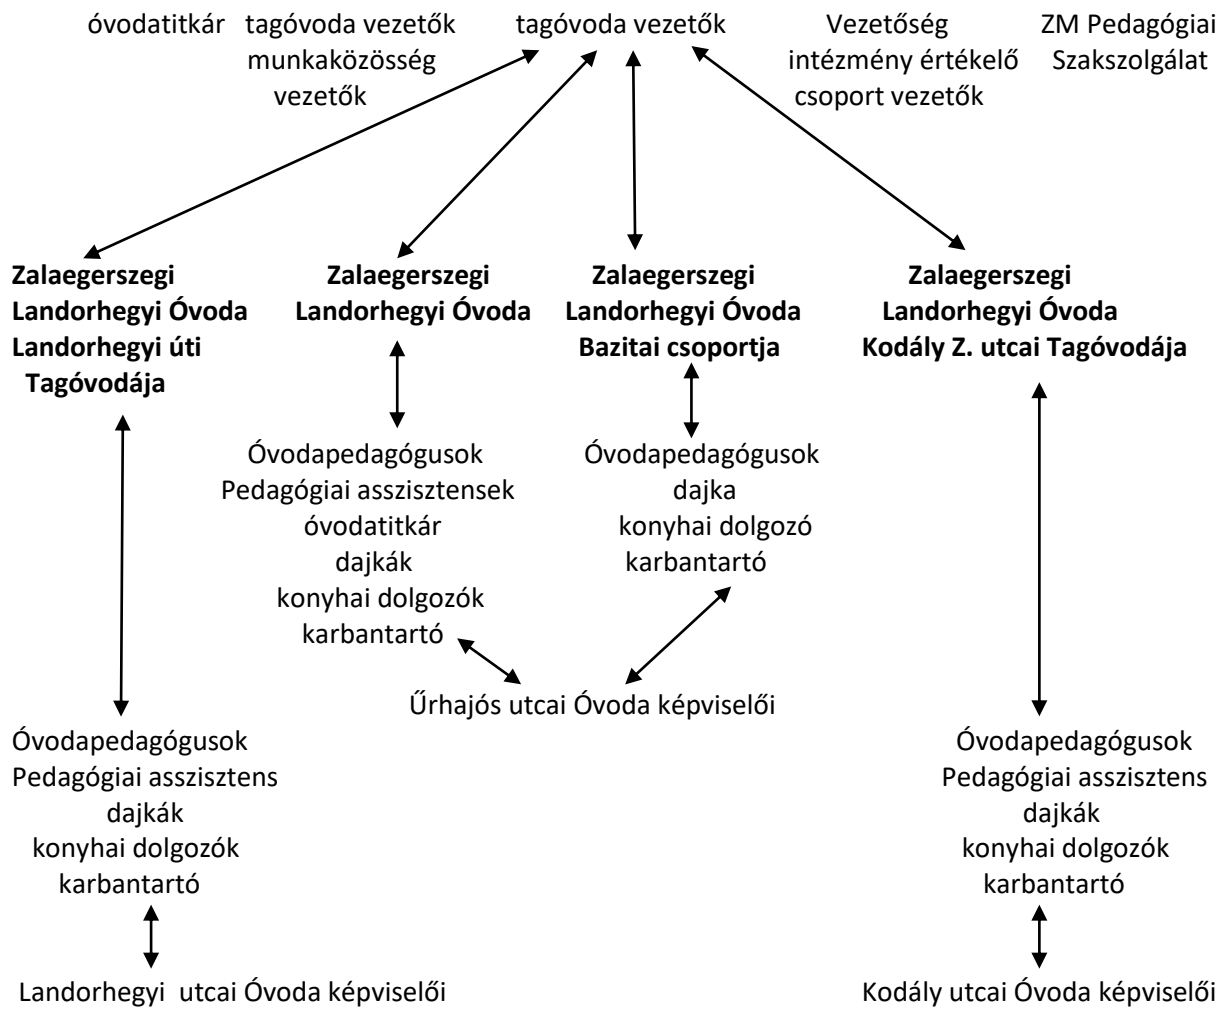 óvodatitkár tagóvoda vezetők tagóvoda vezetők Vezetőség ZM Pedagógiai
munkaközösség intézmény értékelő Szakszolgálat
vezetők csoport vezetők
Zalaegerszegi
Landorhegyi Óvoda
Landorhegyi úti
Tagóvodája
Zalaegerszegi
Landorhegyi Óvoda
Zalaegerszegi
Landorhegyi Óvoda
Bazitai csoportja
Zalaegerszegi
Landorhegyi Óvoda
Kodály Z. utcai Tagóvodája
Óvodapedagógusok
Pedagógiai asszisztensek
óvodatitkár
dajkák
konyhai dolgozók
karbantartó
Óvodapedagógusok
dajka
konyhai dolgozó
karbantartó
Űrhajós utcai Óvoda képviselői
Óvodapedagógusok
Pedagógiai asszisztens
dajkák
konyhai dolgozók
karbantartó
Óvodapedagógusok
Pedagógiai asszisztens
dajkák
konyhai dolgozók
karbantartó
Landorhegyi utcai Óvoda képviselői
Kodály utcai Óvoda képviselői